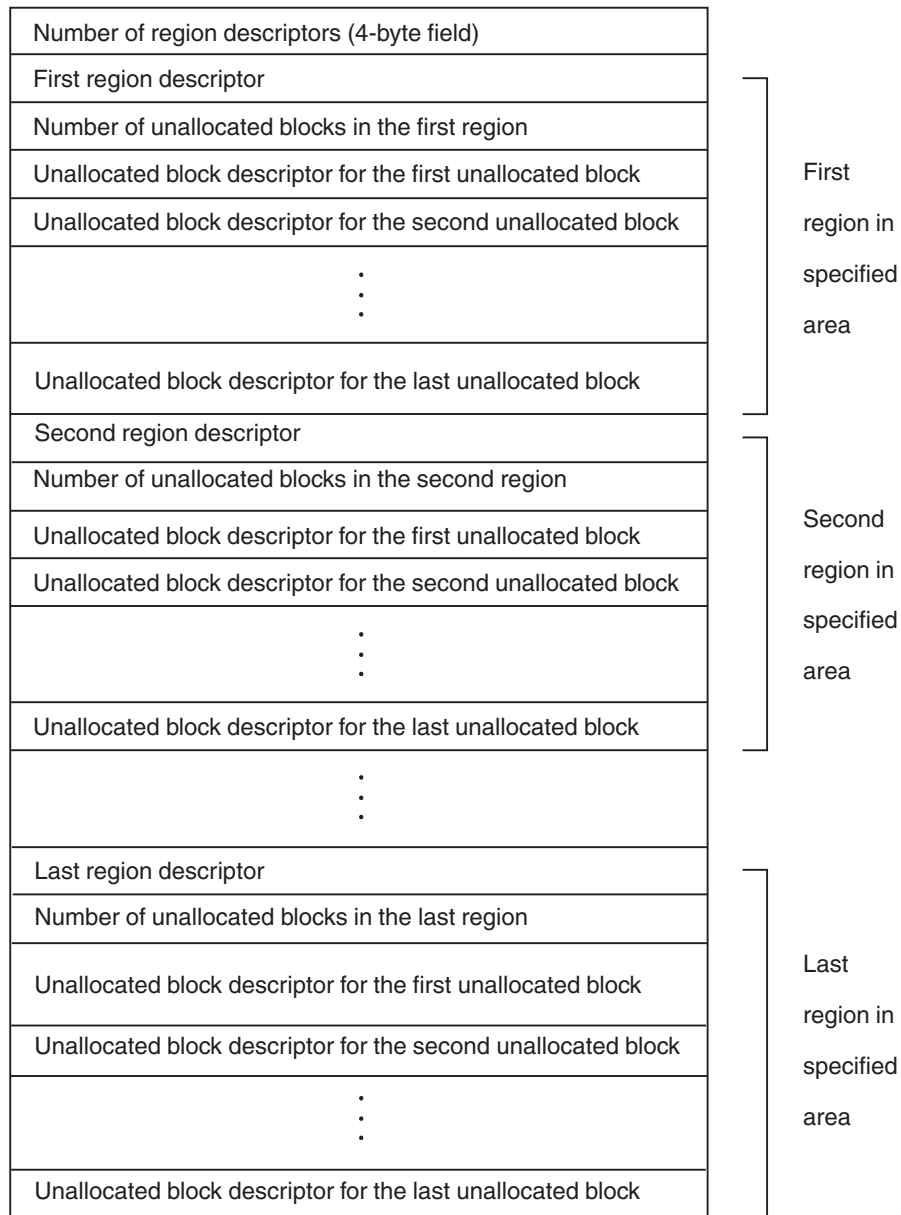 Number of region descriptors (4-byte field)
First region descriptor
Number of unallocated blocks in the first region
Unallocated block descriptor for the first unallocated block
Unallocated block descriptor for the second unallocated block
Unallocated block descriptor for the last unallocated block
First
region in
specified
area
Second region descriptor
Number of unallocated blocks in the second region
Unallocated block descriptor for the first unallocated block
Unallocated block descriptor for the second unallocated block
Unallocated block descriptor for the last unallocated block
Second
region in
specified
area
Last region descriptor
Number of unallocated blocks in the last region
Unallocated block descriptor for the first unallocated block
Unallocated block descriptor for the second unallocated block
Unallocated block descriptor for the last unallocated block
Last
region in
specified
area